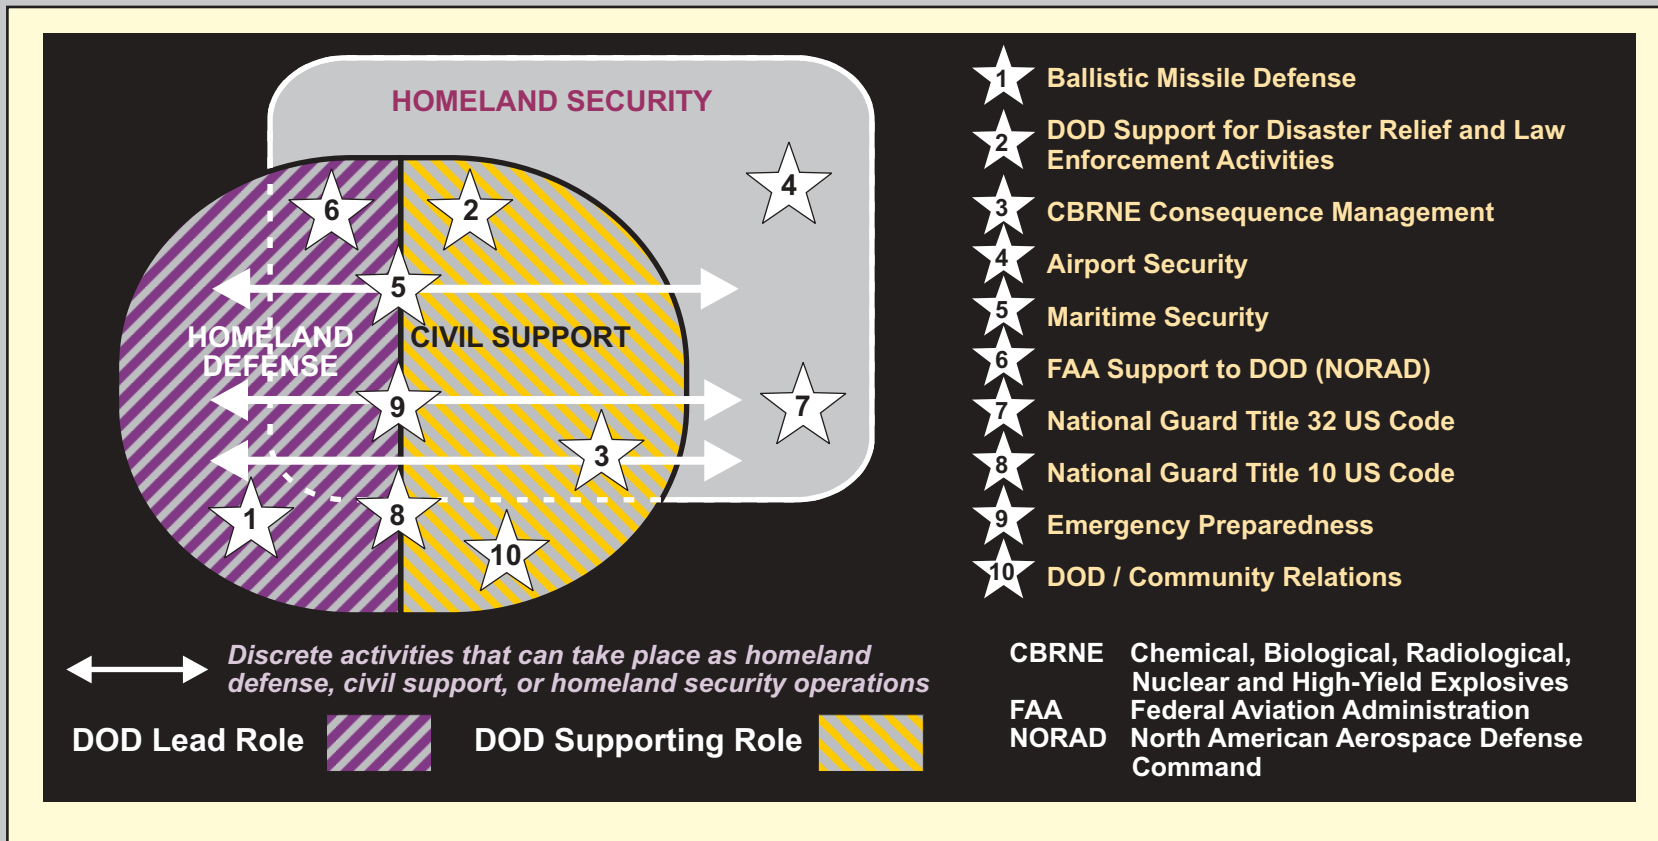 HOMELAND SECURITY
4
6
2
5
HOMELAND
DEFENSE
CIVIL SUPPORT
9
7
3
1
8
10
1 Ballistic Missile Defense
2 DOD Support for Disaster Relief and Law
Enforcement Activities
3 CBRNE Consequence Management
4 Airport Security
5 Maritime Security
6 FAA Support to DOD (NORAD)
7 National Guard Title 32 US Code
8 National Guard Title 10 US Code
9 Emergency Preparedness
10 DOD / Community Relations
Discrete activities that can take place as homeland
defense, civil support, or homeland security operations
DOD Lead Role
DOD Supporting Role
CBRNE Chemical, Biological, Radiological,
Nuclear and High-Yield Explosives
FAA Federal Aviation Administration
NORAD North American Aerospace Defense
Command